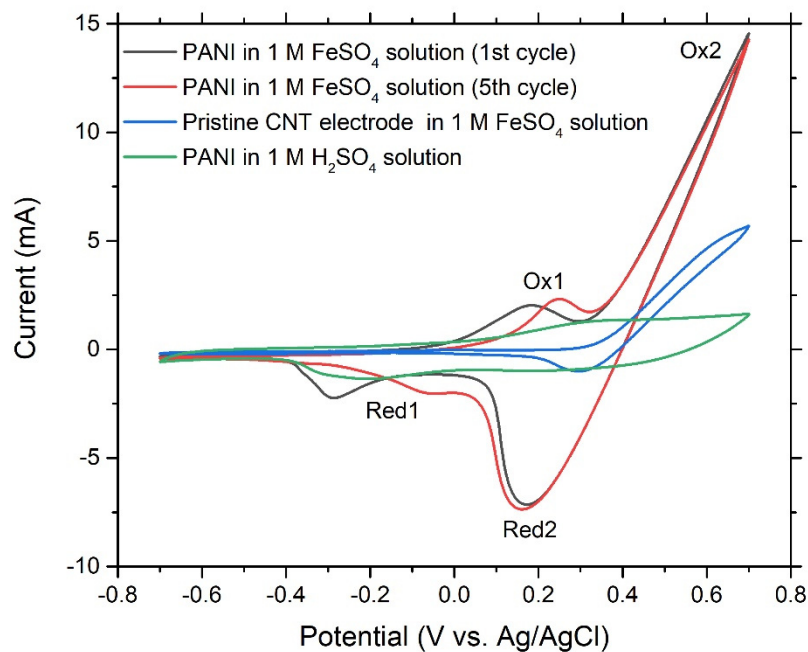 PANI in 1 M FeSO₄ solution (1st cycle)
PANI in 1 M FeSO₄ solution (5th cycle)
Pristine CNT electrode in 1 M FeSO₄ solution
PANI in 1 M H₂SO₄ solution
Ox2
Ox1
Red1
Red2
15
10
5
0
-5
-10
Current (mA)
-0.8 -0.6 -0.4 -0.2 0.0 0.2 0.4 0.6 0.8
Potential (V vs. Ag/AgCl)